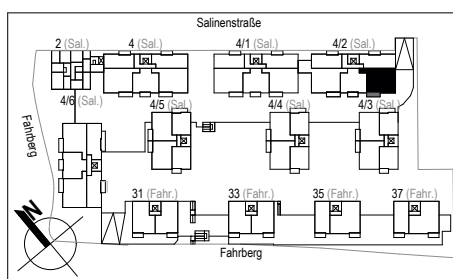 Salinenstraße
2 (Sal.) 4 (Sal.) 4/1 (Sal.) 4/2 (Sal.)
4/6 (Sal.) 4/5 (Sal.) 4/4 (Sal.) 4/3 (Sal.)
Fahrberg
31 (Fahr.) 33 (Fahr.) 35 (Fahr.) 37 (Fahr.)
N
Fahrberg